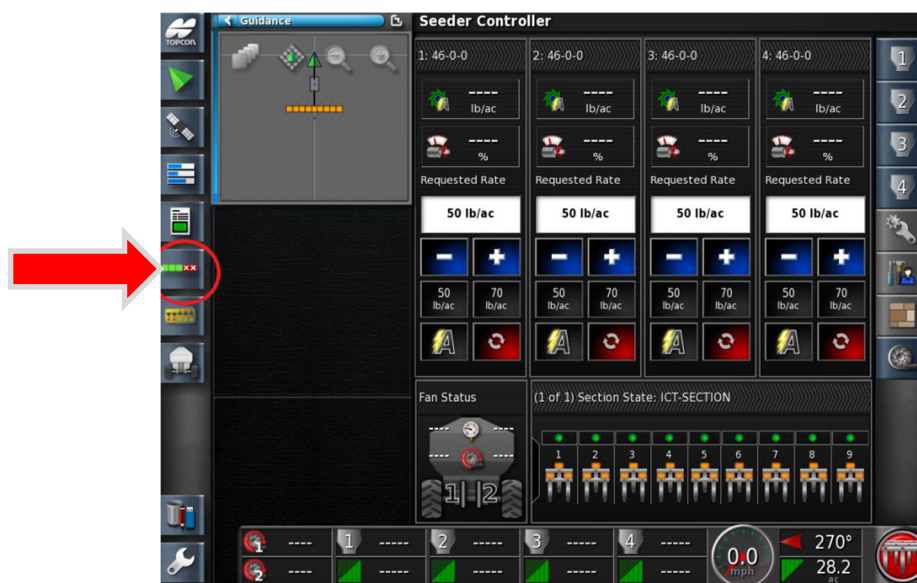 TOPCON
Guidance
Seeder Controller
1: 46-0-0
2: 46-0-0
3: 46-0-0
4: 46-0-0
1
2
3
4
---- lb/ac
---- lb/ac
---- lb/ac
---- lb/ac
---- %
---- %
---- %
---- %
Requested Rate
Requested Rate
Requested Rate
Requested Rate
50 lb/ac
50 lb/ac
50 lb/ac
50 lb/ac
50 lb/ac
70 lb/ac
50 lb/ac
70 lb/ac
50 lb/ac
70 lb/ac
50 lb/ac
70 lb/ac
A
A
A
A
Fan Status
---- ----
---- ----
1 2
(1 of 1) Section State: ICT-SECTION
1 2 3 4 5 6 7 8 9
1 ---- 1 ----- 2 ----- 3 ----- 4 -----
2 ---- ----- ----- ----- -----
0.0
mph
270°
28.2
ac